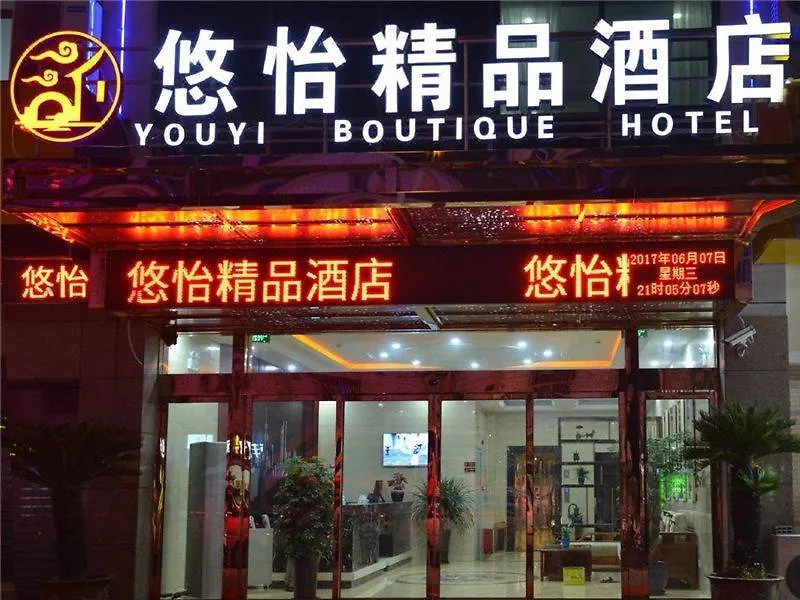 悠怡精品酒店
YOUYI BOUTIQUE HOTEL
悠怡
悠怡精品酒店
悠怡
2017年06月07日
星期三
21时05分07秒